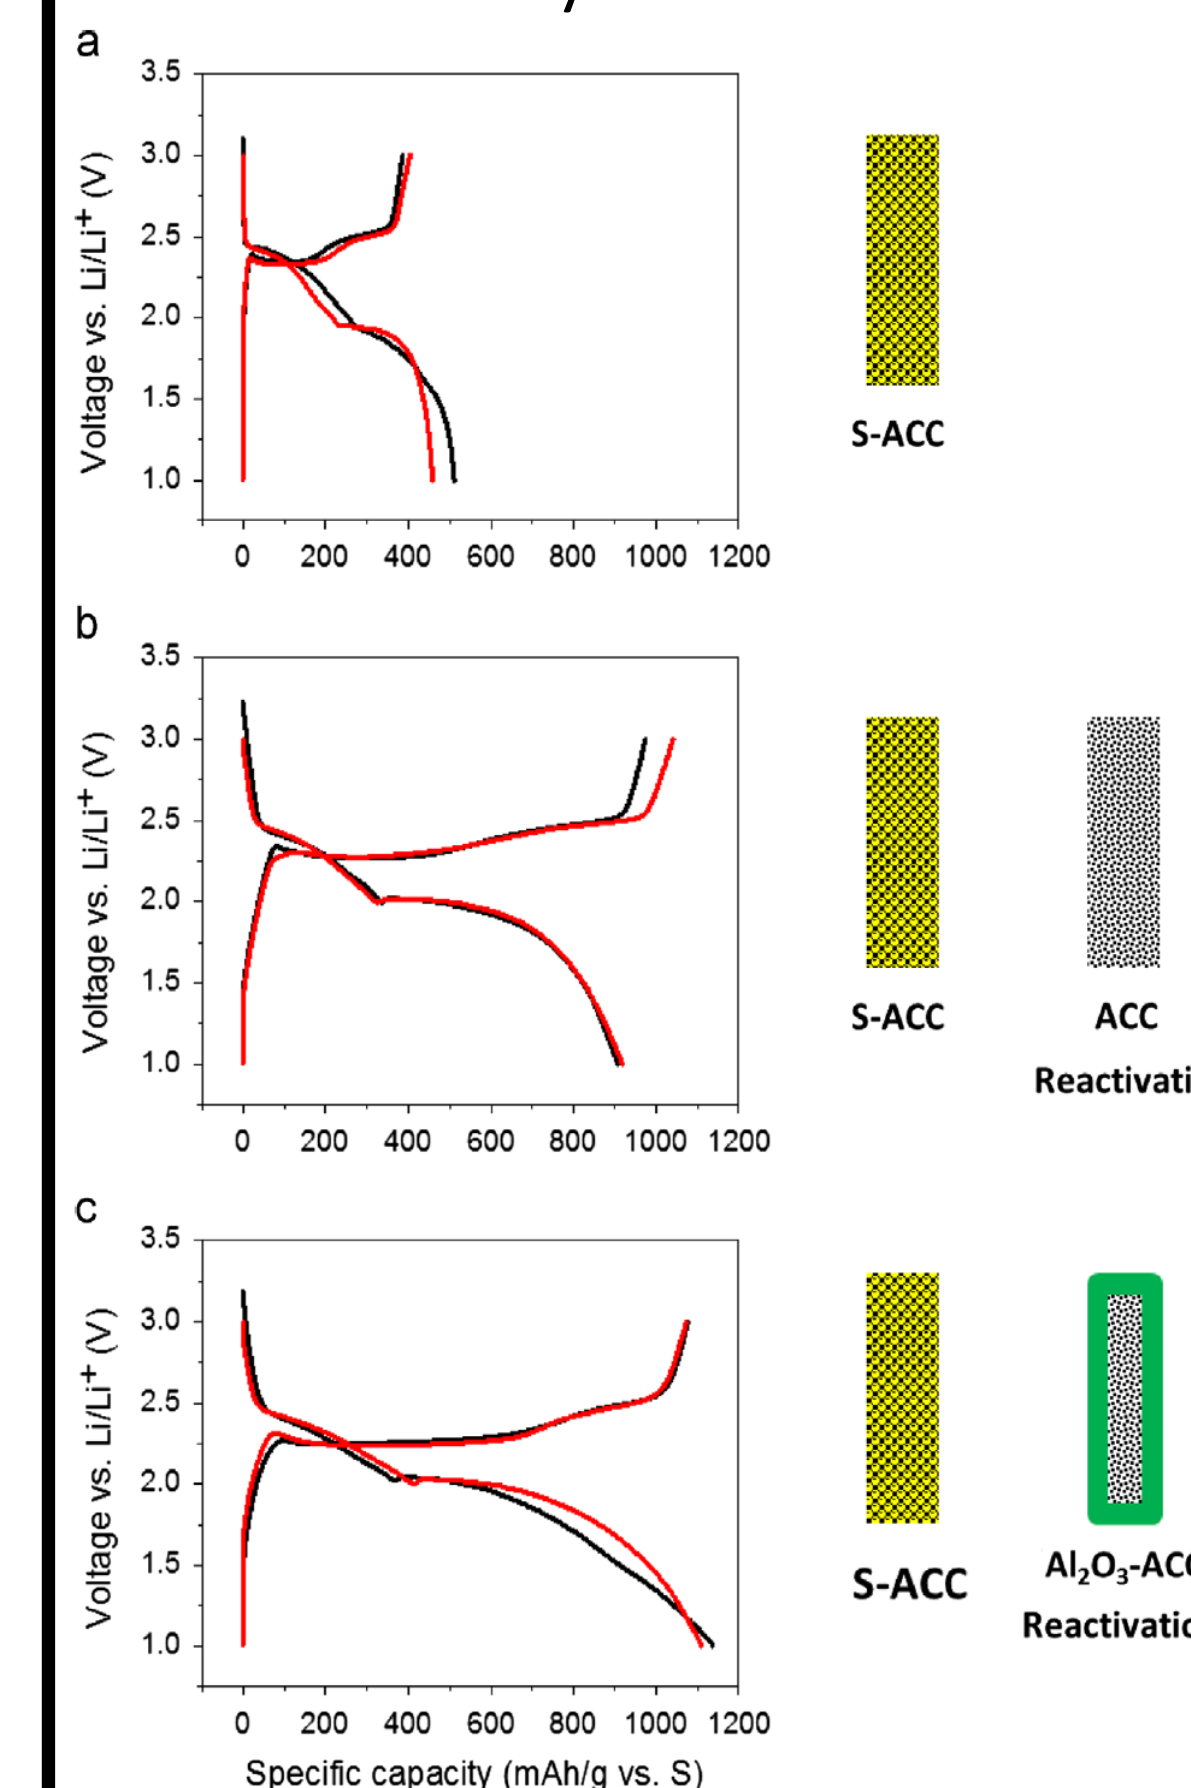 a
3.5
3.0
2.5
2.0
1.5
1.0
Voltage vs. Li/Li+ (V)
0 200 400 600 800 1000 1200
S-ACC
b
3.5
3.0
2.5
2.0
1.5
1.0
Voltage vs. Li/Li+ (V)
0 200 400 600 800 1000 1200
S-ACC
ACC
Reactivati
c
3.5
3.0
2.5
2.0
1.5
1.0
Voltage vs. Li/Li+ (V)
0 200 400 600 800 1000 1200
Specific capacity (mAh/g vs. S)
S-ACC
Al₂O₃-ACC
Reactivatio